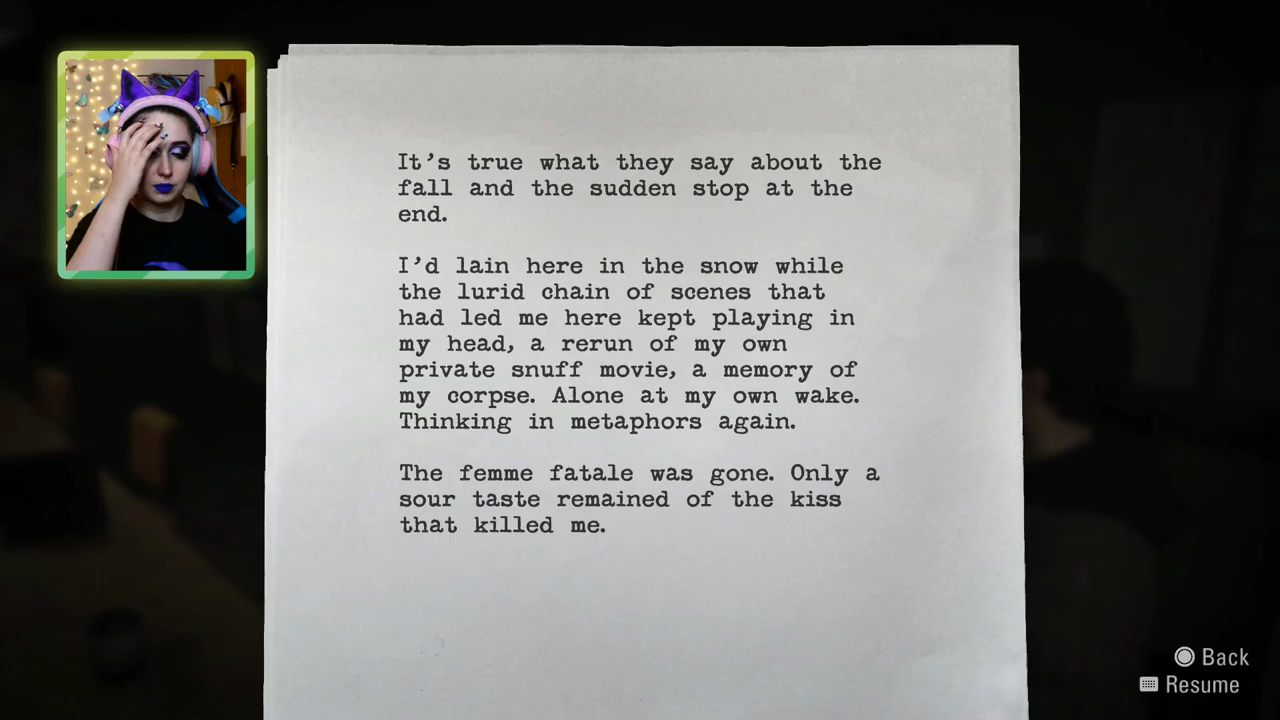 It's true what they say about the
fall and the sudden stop at the
end.
I'd lain here in the snow while
the lurid chain of scenes that
had led me here kept playing in
my head, a rerun of my own
private snuff movie, a memory of
my corpse. Alone at my own wake.
Thinking in metaphors again.
The femme fatale was gone. Only a
sour taste remained of the kiss
that killed me.
Back
Resume